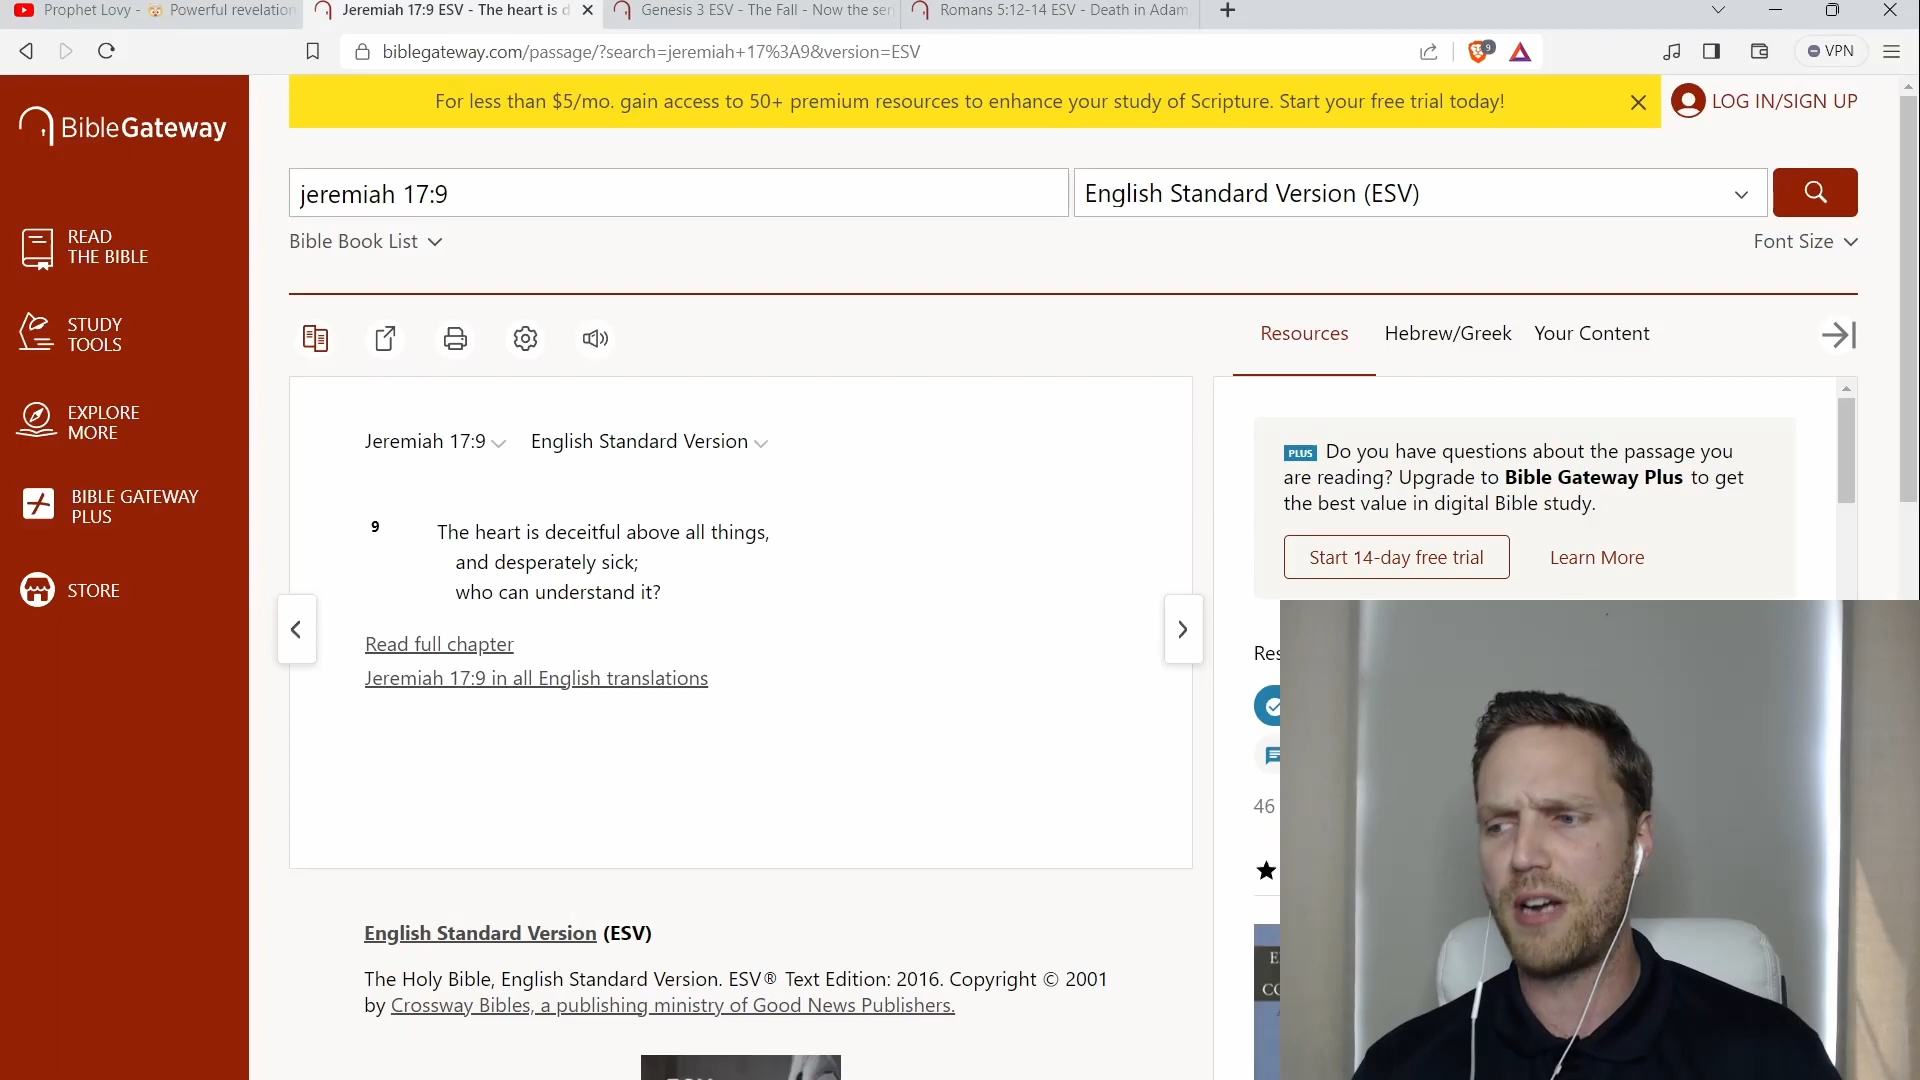 Prophet Lovy - 🤯 Powerful revelation
Jeremiah 17:9 ESV - The heart is d
Genesis 3 ESV - The Fall - Now the ser
Romans 5:12-14 ESV - Death in Adam,
biblegateway.com/passage/?search=jeremiah+17%3A9&version=ESV
9
VPN
BibleGateway
For less than $5/mo. gain access to 50+ premium resources to enhance your study of Scripture. Start your free trial today!
LOG IN/SIGN UP
jeremiah 17:9
English Standard Version (ESV)
Bible Book List
Font Size
READ
THE BIBLE
STUDY
TOOLS
EXPLORE
MORE
BIBLE GATEWAY
PLUS
STORE
Resources
Hebrew/Greek
Your Content
Jeremiah 17:9
English Standard Version
9 The heart is deceitful above all things,
and desperately sick;
who can understand it?
Read full chapter
Jeremiah 17:9 in all English translations
PLUS Do you have questions about the passage you
are reading? Upgrade to Bible Gateway Plus to get
the best value in digital Bible study.
Start 14-day free trial
Learn More
Res
46
English Standard Version (ESV)
The Holy Bible, English Standard Version. ESV® Text Edition: 2016. Copyright © 2001
by Crossway Bibles, a publishing ministry of Good News Publishers.